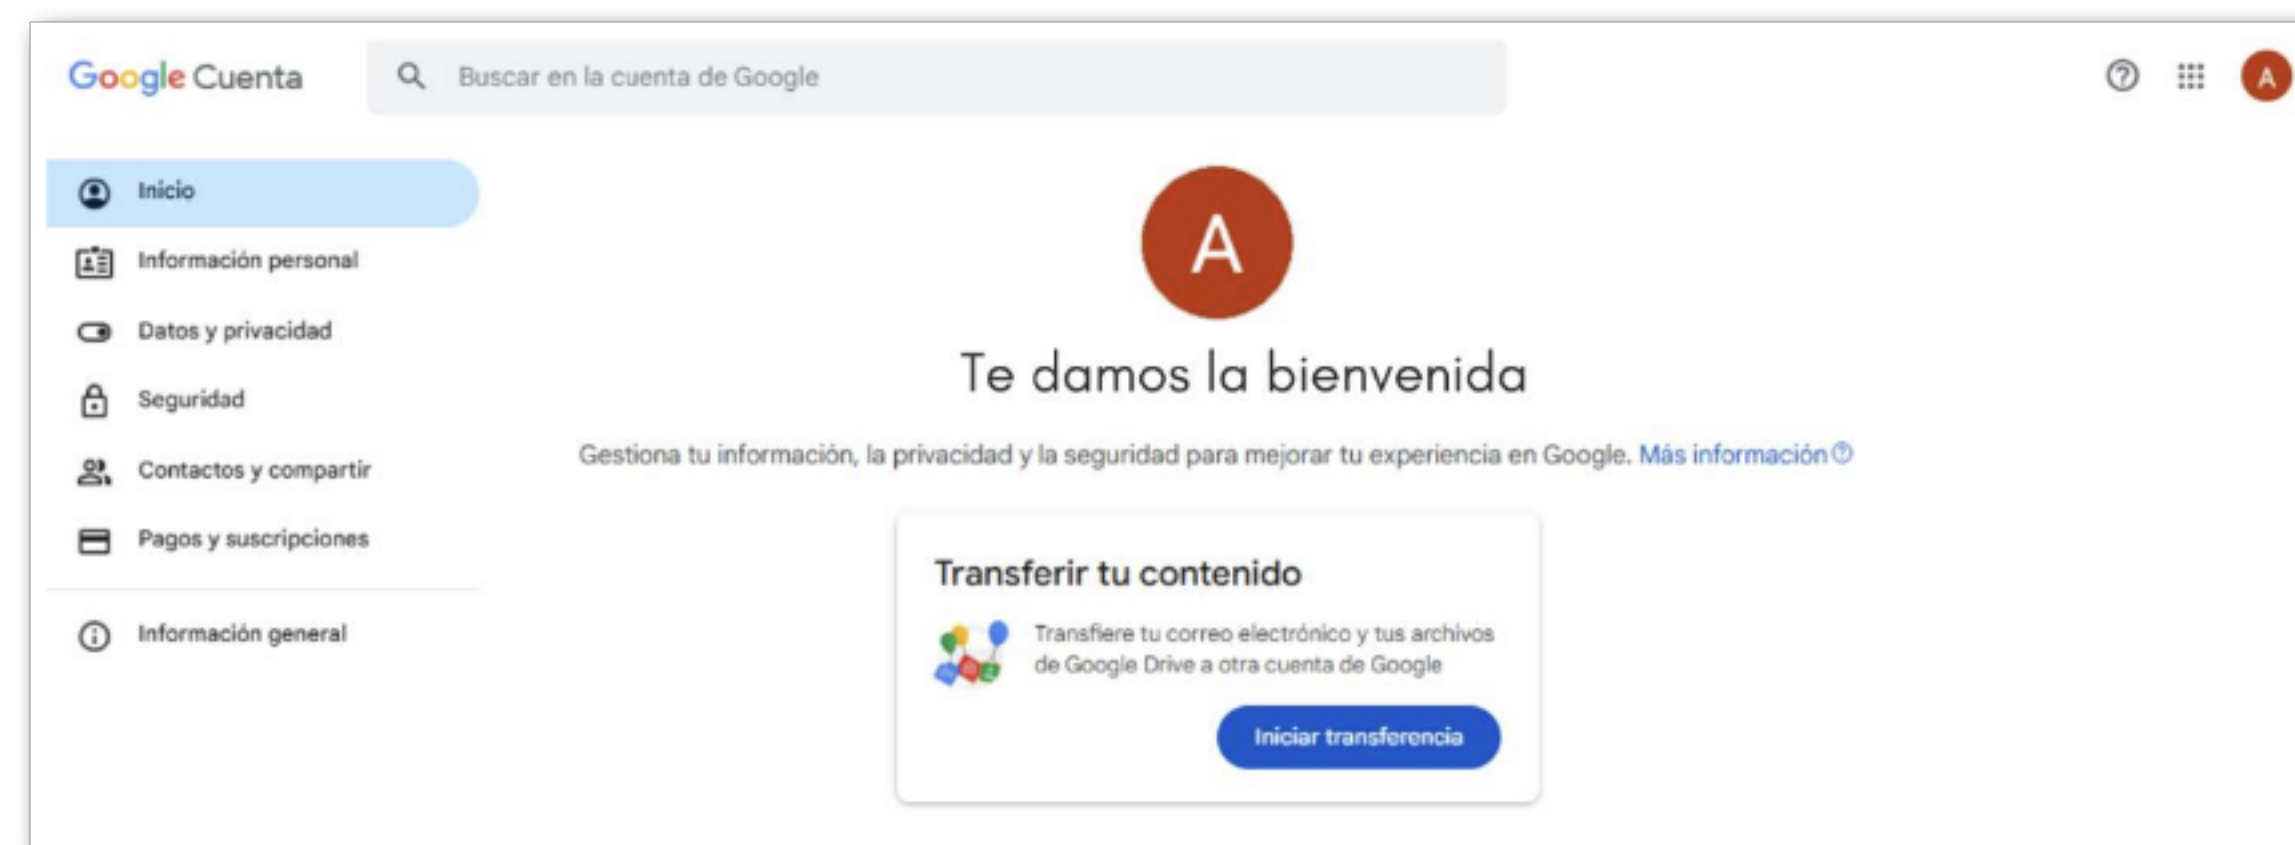 Google Cuenta
Buscar en la cuenta de Google
A
Inicio
Información personal
Datos y privacidad
Seguridad
Contactos y compartir
Pagos y suscripciones
Información general
A
Te damos la bienvenida
Gestiona tu información, la privacidad y la seguridad para mejorar tu experiencia en Google. Más información
Transferir tu contenido
Transfiere tu correo electrónico y tus archivos
de Google Drive a otra cuenta de Google
Iniciar transferencia